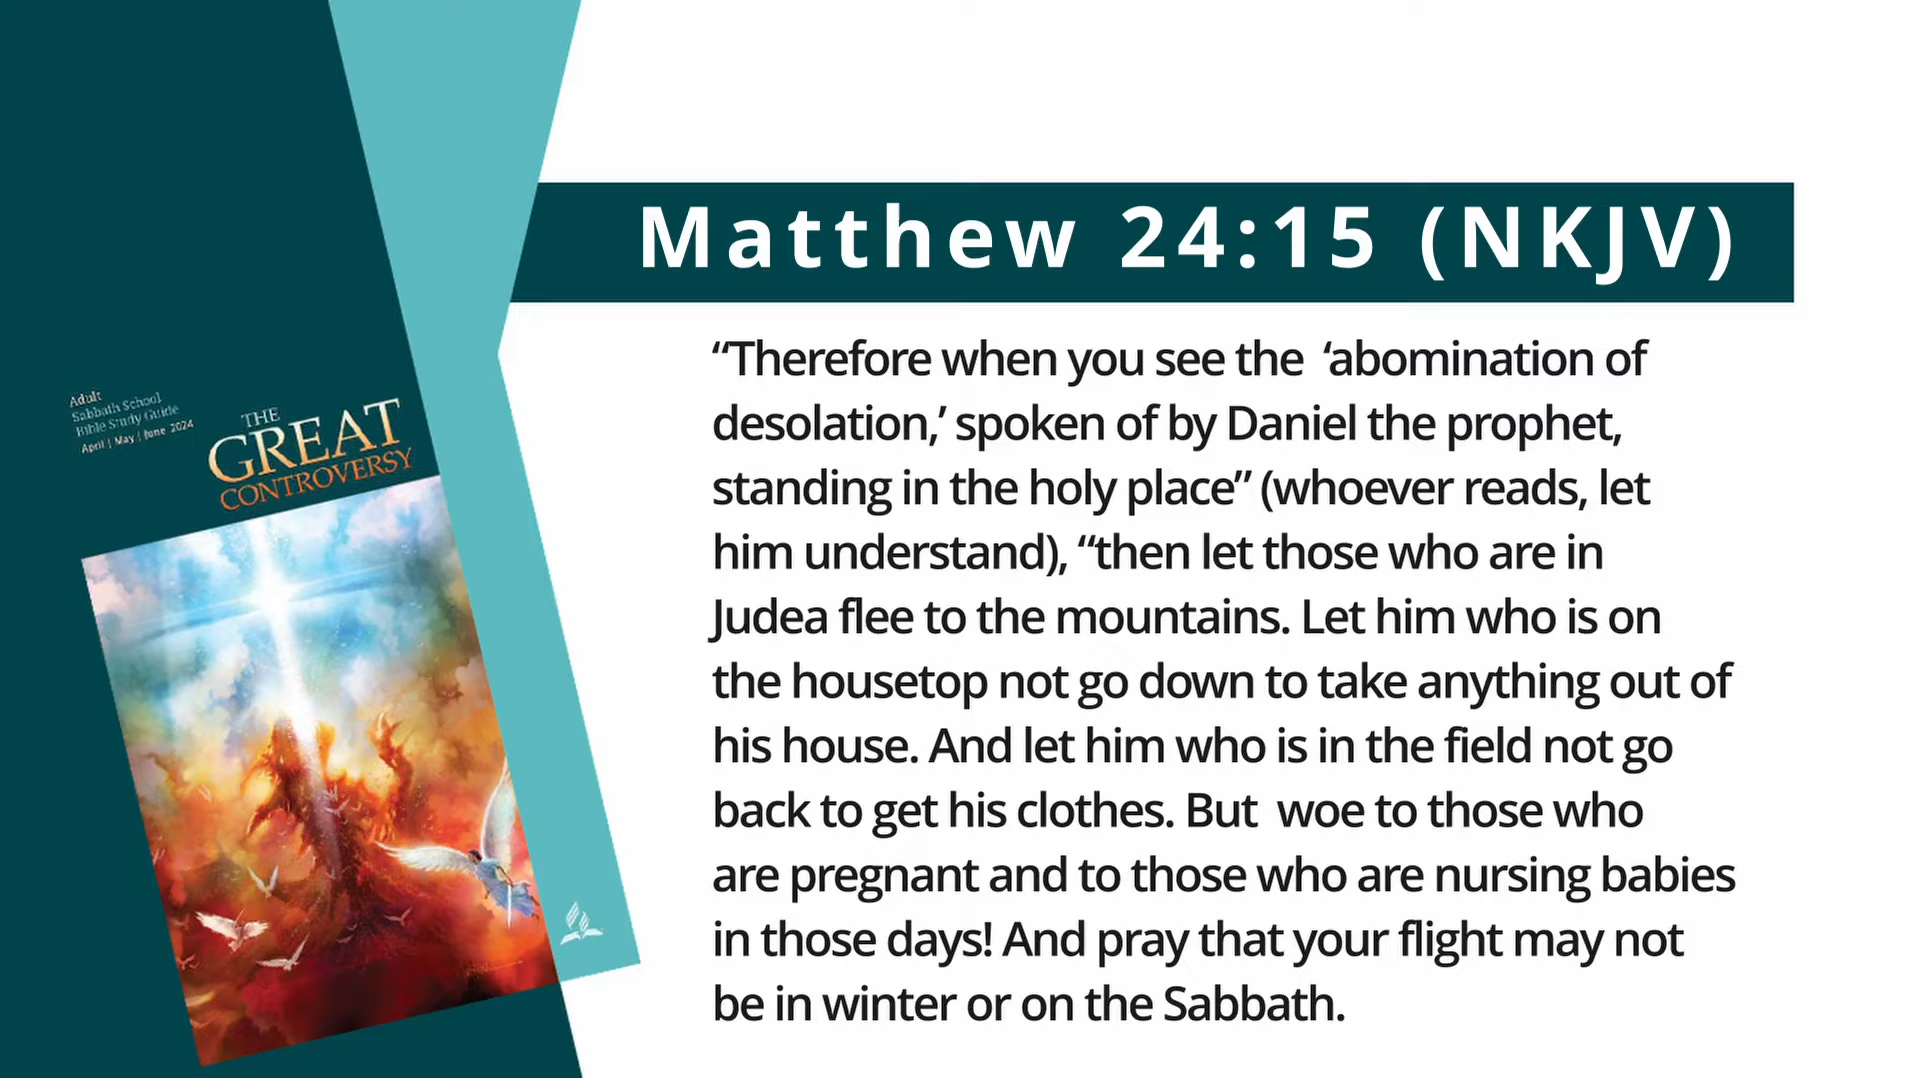 Matthew 24:15 (NKJV)
“Therefore when you see the  ‘abomination of
desolation,’ spoken of by Daniel the prophet,
standing in the holy place” (whoever reads, let
him understand), “then let those who are in
Judea flee to the mountains. Let him who is on
the housetop not go down to take anything out of
his house. And let him who is in the field not go
back to get his clothes. But  woe to those who
are pregnant and to those who are nursing babies
in those days! And pray that your flight may not
be in winter or on the Sabbath.
Adult
Sabbath School
Bible Study Guide
April | May | June 2024
THE
GREAT
CONTROVERSY